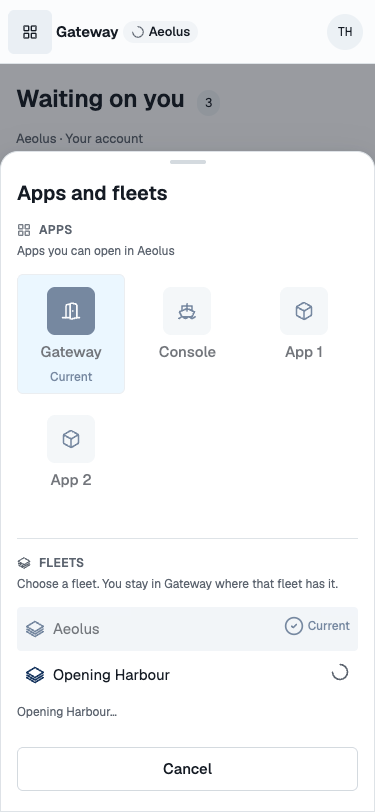 Gateway
Aeolus
TH
Waiting on you 3
Aeolus · Your account
Apps and fleets
APPS
Apps you can open in Aeolus
Gateway
Current
Console
App 1
App 2
FLEETS
Choose a fleet. You stay in Gateway where that fleet has it.
Aeolus
Current
Opening Harbour
Opening Harbour...
Cancel